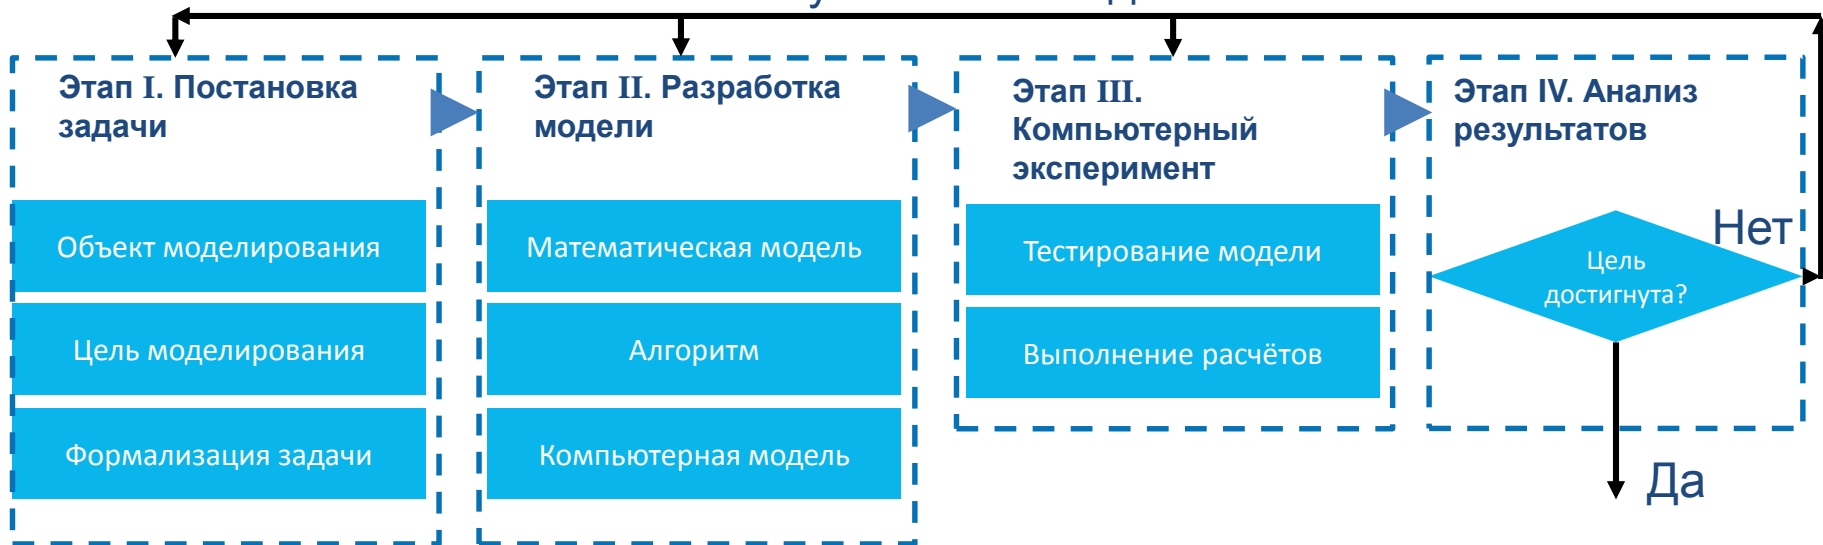 Этап I. Постановка
задачи
Объект моделирования
Цель моделирования
Формализация задачи
Этап II. Разработка
модели
Математическая модель
Алгоритм
Компьютерная модель
Этап III.
Компьютерный
эксперимент
Тестирование модели
Выполнение расчётов
Этап IV. Анализ
результатов
Нет
Цель
достигнута?
Да